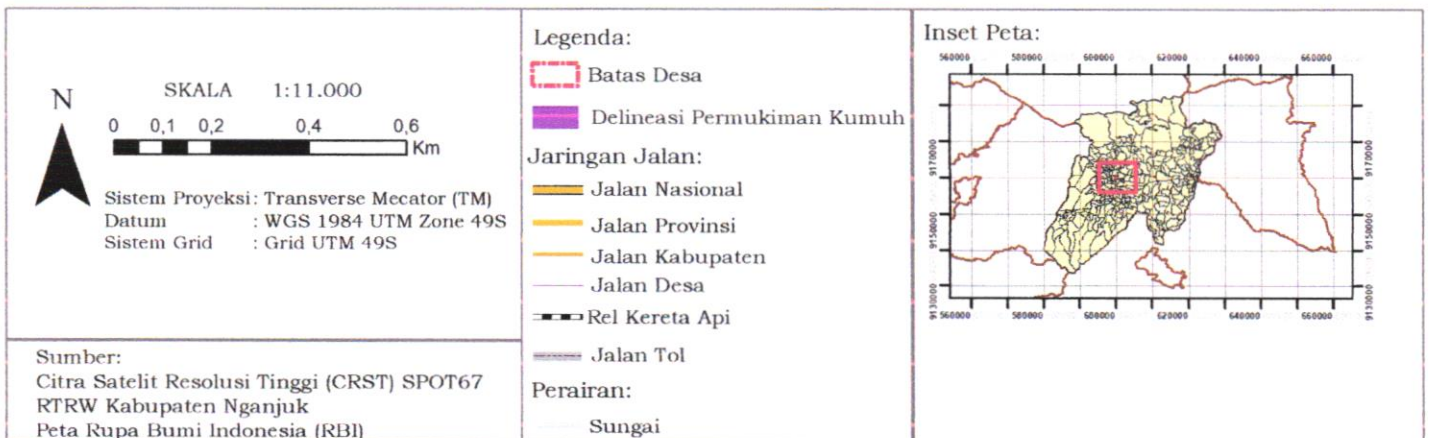 N
SKALA 1:11.000
0 0,1 0,2 0,4 0,6
Km
Sistem Proyeksi : Transverse Mecator (TM)
Datum : WGS 1984 UTM Zone 49S
Sistem Grid : Grid UTM 49S
Sumber:
Citra Satelit Resolusi Tinggi (CRST) SPOT67
RTRW Kabupaten Nganjuk
Peta Rupa Bumi Indonesia (RBI)
Legenda:
Batas Desa
Delineasi Permukiman Kumuh
Jaringan Jalan:
Jalan Nasional
Jalan Provinsi
Jalan Kabupaten
Jalan Desa
Rel Kereta Api
Jalan Tol
Perairan:
Sungai
Inset Peta:
560000 580000 600000 620000 640000 660000
9170000 9170000
9150000 9150000
9130000 9130000
560000 580000 600000 620000 640000 660000